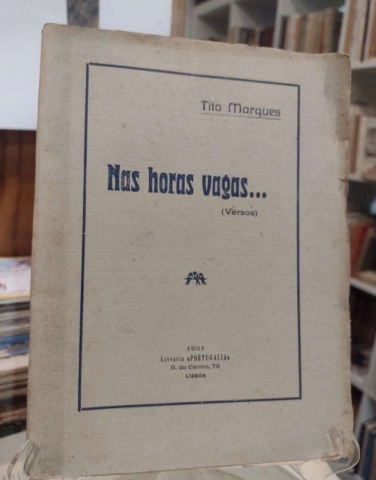 Tito Marques
Nas horas vagas...
(Versos)
1921
Livraria «PORTUGALIA»
R. do Carmo, 75
LISBOA